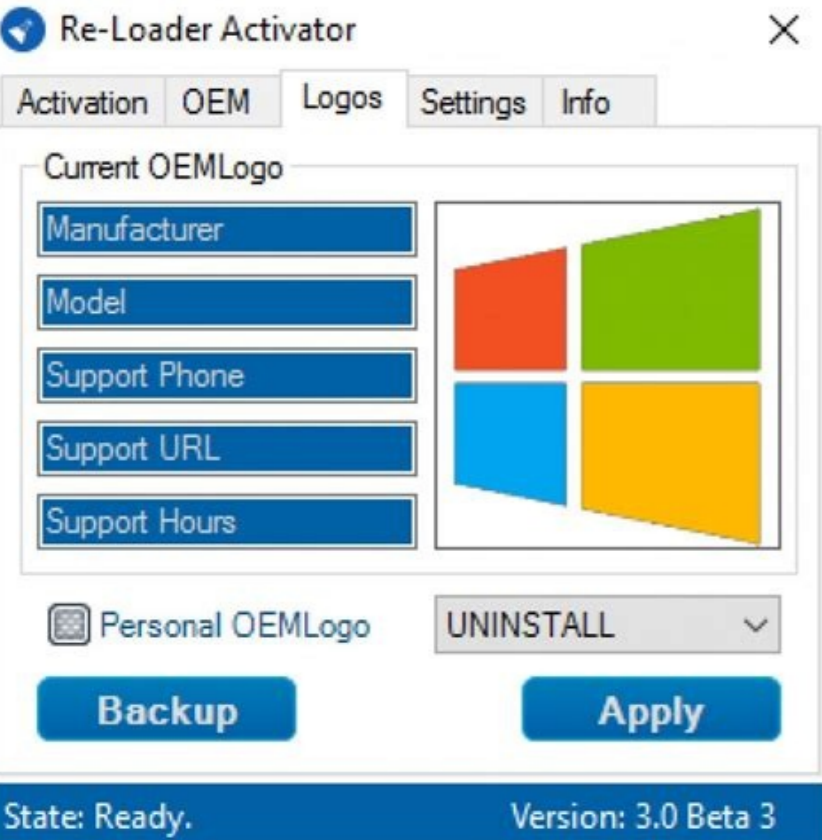 Re-Loader Activator
Activation OEM Logos Settings Info
Current OEMLogo
Manufacturer
Model
Support Phone
Support URL
Support Hours
Personal OEMLogo UNINSTALL
Backup Apply
State: Ready. Version: 3.0 Beta 3